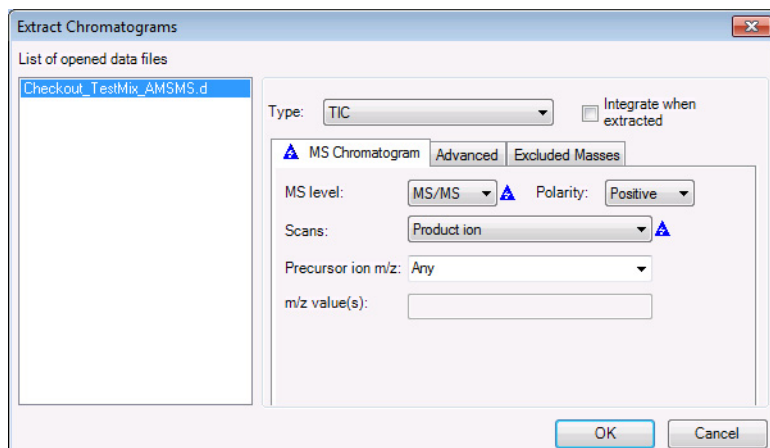 Extract Chromatograms
List of opened data files
Checkout_TestMix_AMSMS.d
Type: TIC
Integrate when
extracted
MS Chromatogram Advanced Excluded Masses
MS level: MS/MS Polarity: Positive
Scans: Product ion
Precursor ion m/z: Any
m/z value(s):
OK Cancel